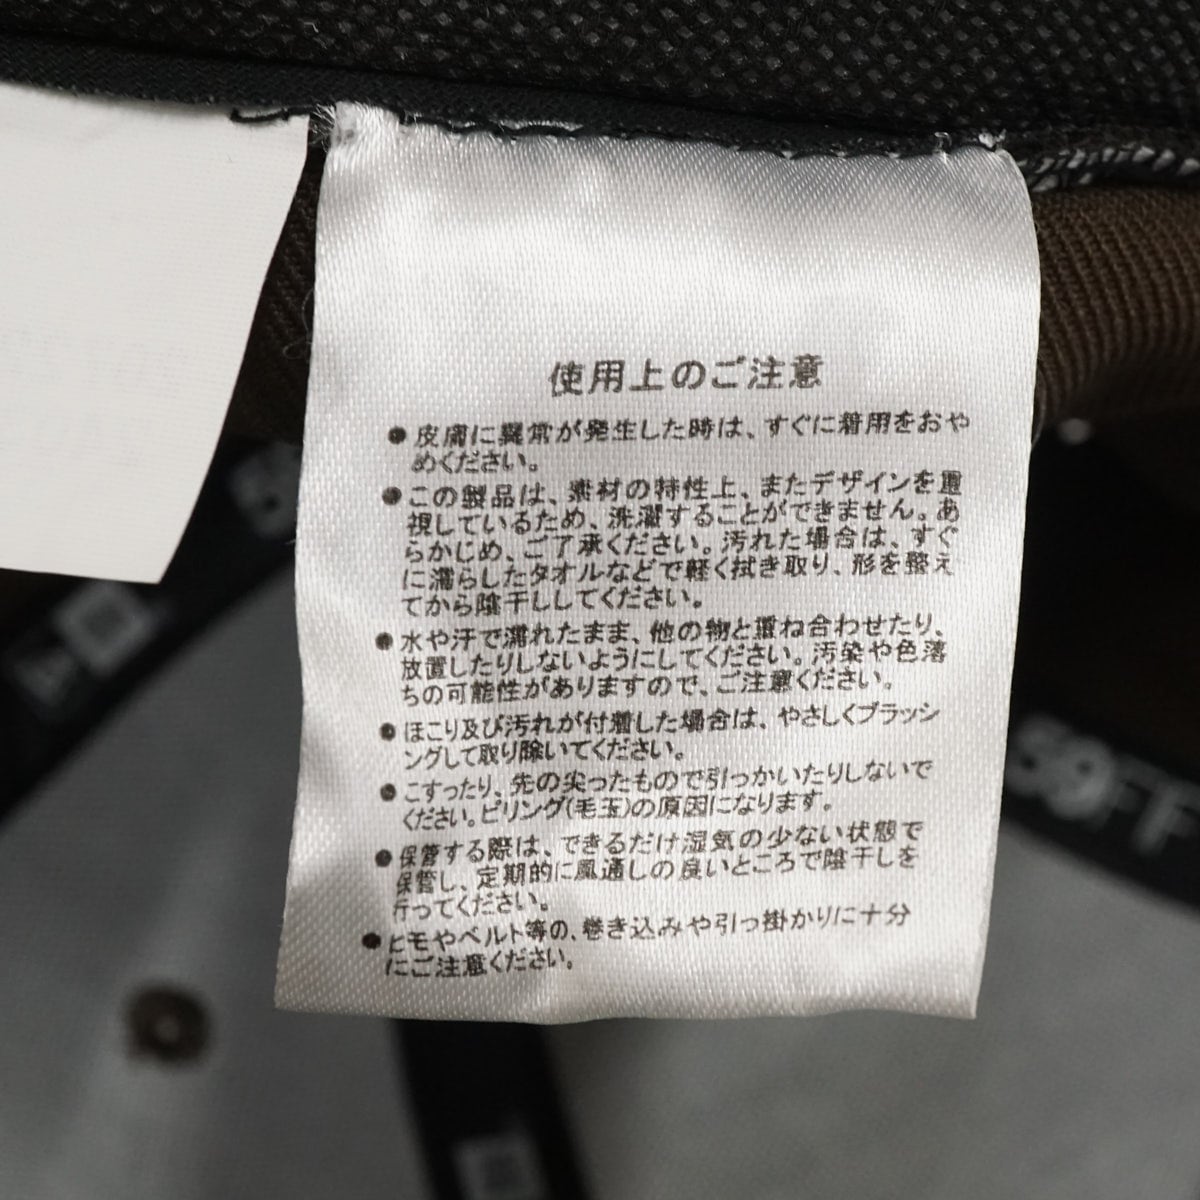 使用上のご注意
●皮膚に異常が発生した時は、すぐに着用をおや
めください。
●この製品は、素材の特性上、またデザインを重
視しているため、洗濯することができません。あ
らかじめ、ご了承ください。汚れた場合は、すぐ
に濡らしたタオルなどで軽く拭き取り、形を整え
てから陰干ししてください。
●水や汗で濡れたまま、他の物と重ね合わせたり、
放置したりしないようにしてください。汚染や色落
ちの可能性がありますので、ご注意ください。
●ほこり及び汚れが付着した場合は、やさしくブラッシ
ングして取り除いてください。
●こすったり、先の尖ったもので引っかいたりしないで
ください。ピリング(毛玉)の原因になります。
●保管する際は、できるだけ湿気の少ない状態で
保管し、定期的に風通しの良いところで陰干しを
行ってください。
●ヒモやベルト等の、巻き込みや引っ掛かりに十分
にご注意ください。
59FF